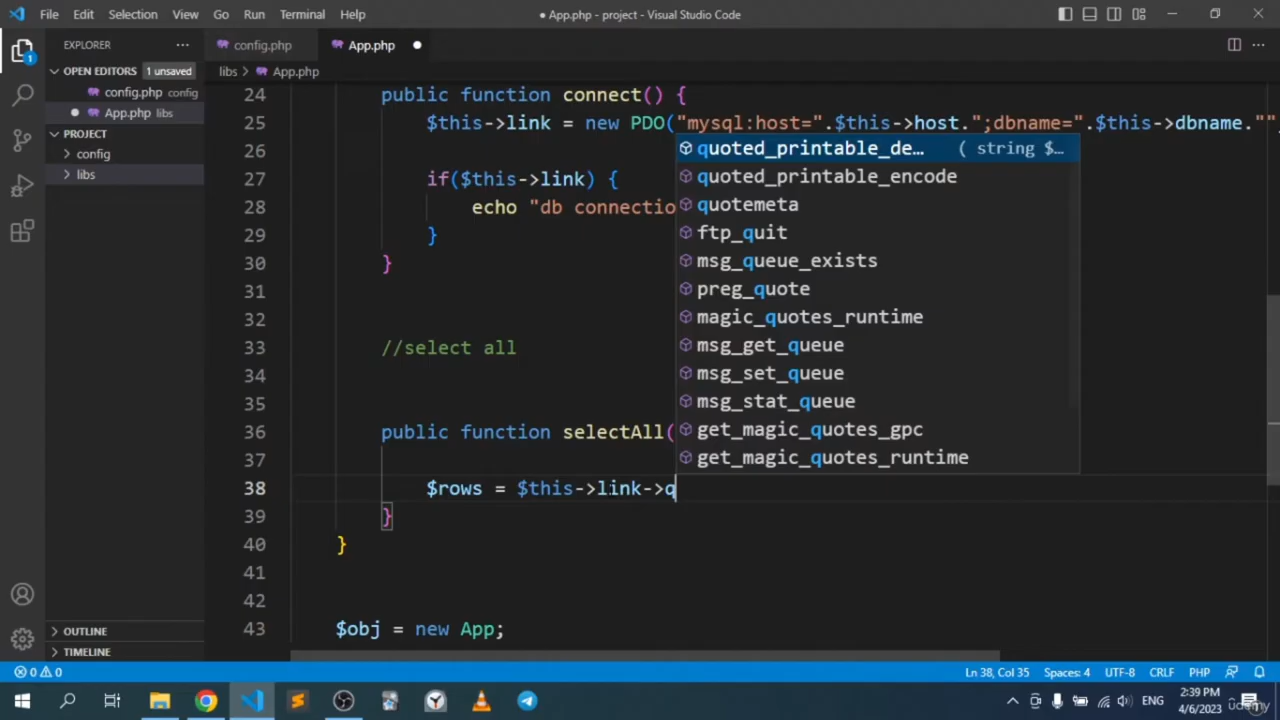 File Edit Selection View Go Run Terminal Help
● App.php - project - Visual Studio Code
EXPLORER
config.php
App.php
OPEN EDITORS 1 unsaved
libs > App.php
config.php config
App.php libs
PROJECT
config
libs
24 public function connect() {
25 $this->link = new PDO("mysql:host=".$this->host.";dbname=".$this->dbname.""
26
27 if($this->link) {
28 echo "db connectio
29 }
30 }
31
32
33 //select all
34
35
36 public function selectAll(
37
38 $rows = $this->link->q
39 }
40 }
41
42
43 $obj = new App;
quoted_printable_de… ( string $…
quoted_printable_encode
quotemeta
ftp_quit
msg_queue_exists
preg_quote
magic_quotes_runtime
msg_get_queue
msg_set_queue
msg_stat_queue
get_magic_quotes_gpc
get_magic_quotes_runtime
OUTLINE
TIMELINE
0 0
Ln 38, Col 35 Spaces: 4 UTF-8 CRLF PHP
ENG
2:39 PM
4/6/2023
udemy